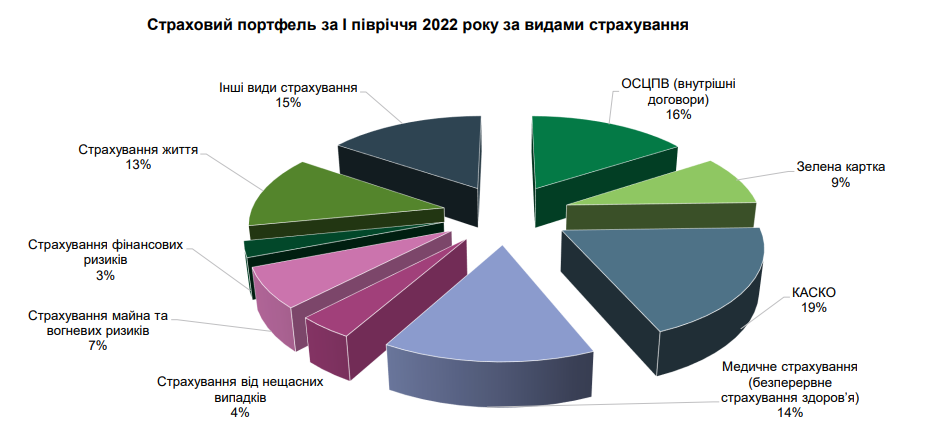 Страховий портфель за І півріччя 2022 року за видами страхування
ОСЦПВ (внутрішні
договори)
16%
Зелена картка
9%
КАСКО
19%
Медичне страхування
(безперервне
страхування здоров'я)
14%
Страхування від нещасних
випадків
4%
Страхування майна та
вогневих ризиків
7%
Страхування фінансових
ризиків
3%
Страхування життя
13%
Інші види страхування
15%